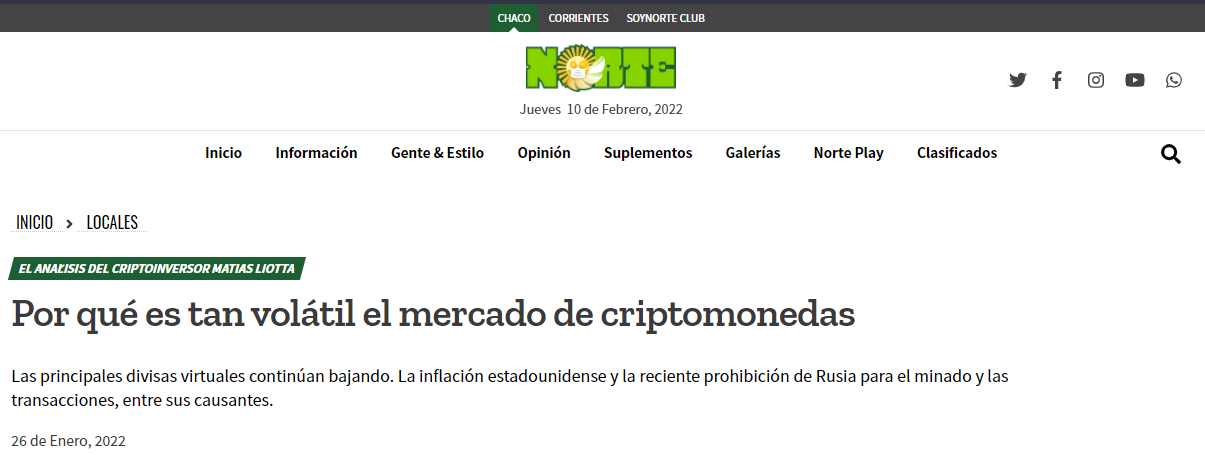 CHACO CORRIENTES SOYNORTE CLUB
NORTE
Jueves 10 de Febrero, 2022
Inicio Información Gente & Estilo Opinión Suplementos Galerías Norte Play Clasificados
INICIO > LOCALES
EL ANÁLISIS DEL CRIPTOINVERSOR MATIAS LIOTTA
Por qué es tan volátil el mercado de criptomonedas
Las principales divisas virtuales continúan bajando. La inflación estadounidense y la reciente prohibición de Rusia para el minado y las
transacciones, entre sus causantes.
26 de Enero, 2022